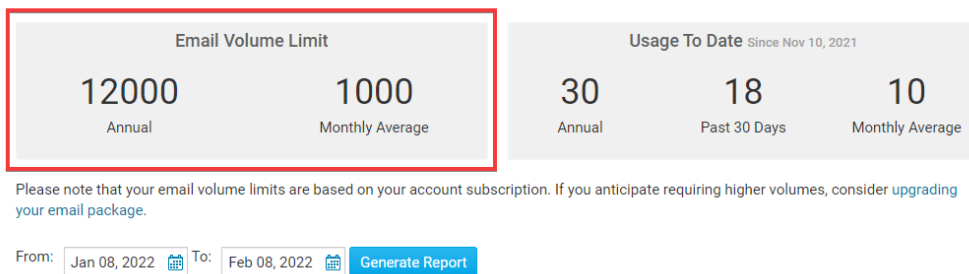 Email Volume Limit
12000 1000
Annual Monthly Average
Usage To Date Since Nov 10, 2021
30 18 10
Annual Past 30 Days Monthly Average
Please note that your email volume limits are based on your account subscription. If you anticipate requiring higher volumes, consider upgrading
your email package.
From: Jan 08, 2022 To: Feb 08, 2022 Generate Report